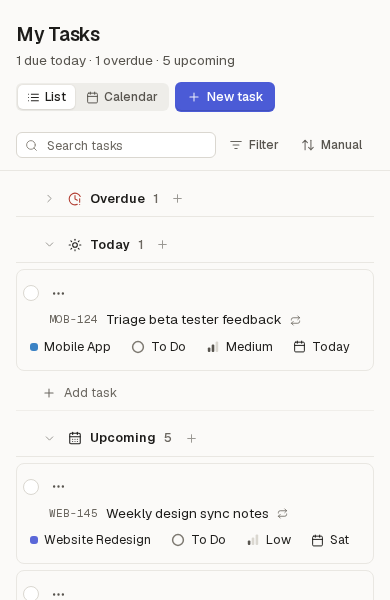 My Tasks
1 due today · 1 overdue · 5 upcoming
List Calendar New task
Search tasks Filter Manual
Overdue 1
Today 1
MOB-124 Triage beta tester feedback
Mobile App To Do Medium Today
Add task
Upcoming 5
WEB-145 Weekly design sync notes
Website Redesign To Do Low Sat